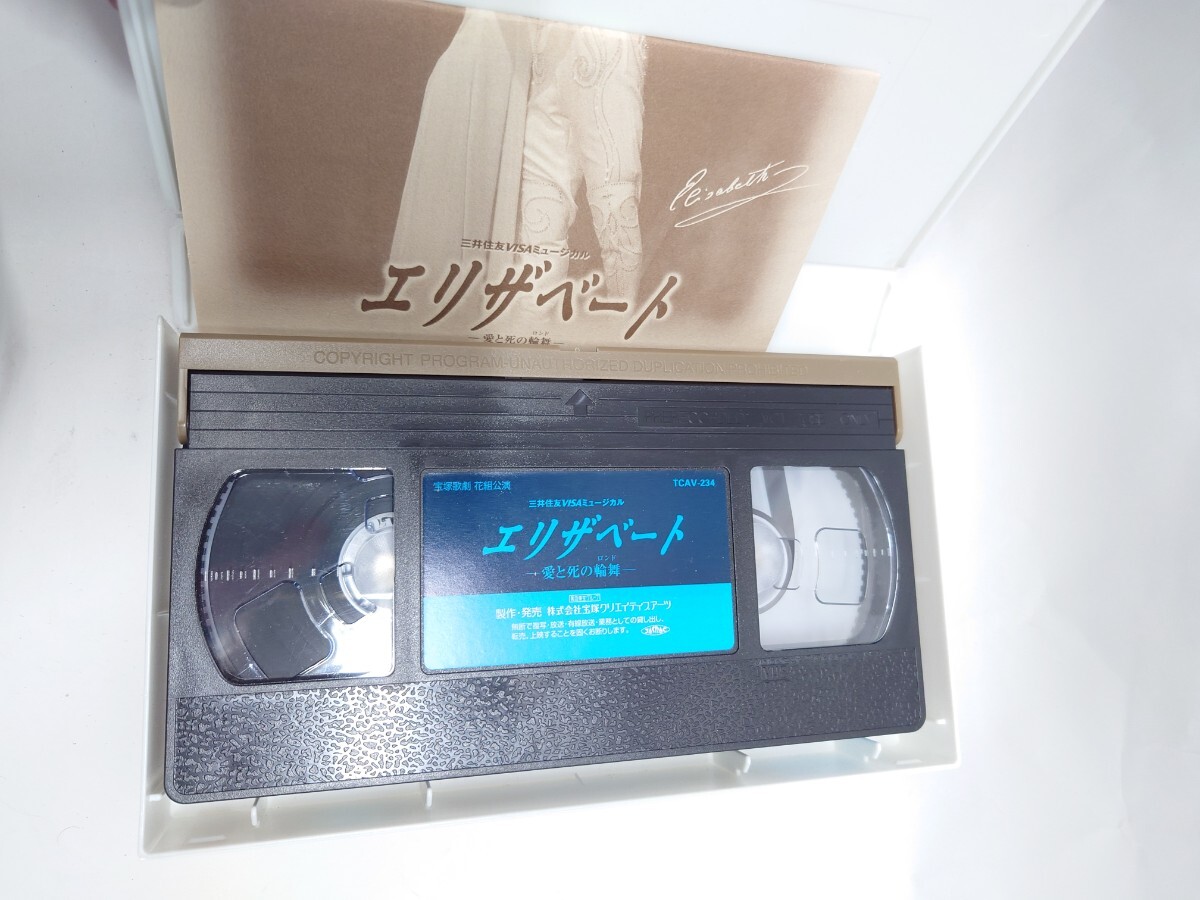 Elisabeth
三井住友VISAミュージカル
エリザベート
ロンド
―愛と死の輪舞―
COPYRIGHT PROGRAM-UNAUTHORIZED DUPLICATION PROHIBITED
宝塚歌劇 花組公演
TCAV-234
三井住友VISAミュージカル
エリザベート
ロンド
―愛と死の輪舞―
製作・発売 株式会社宝塚クリエイティブアーツ
無断で複写・放送・有線放送・業務としての貸し出し、
転売、上映することを固くお断りします。